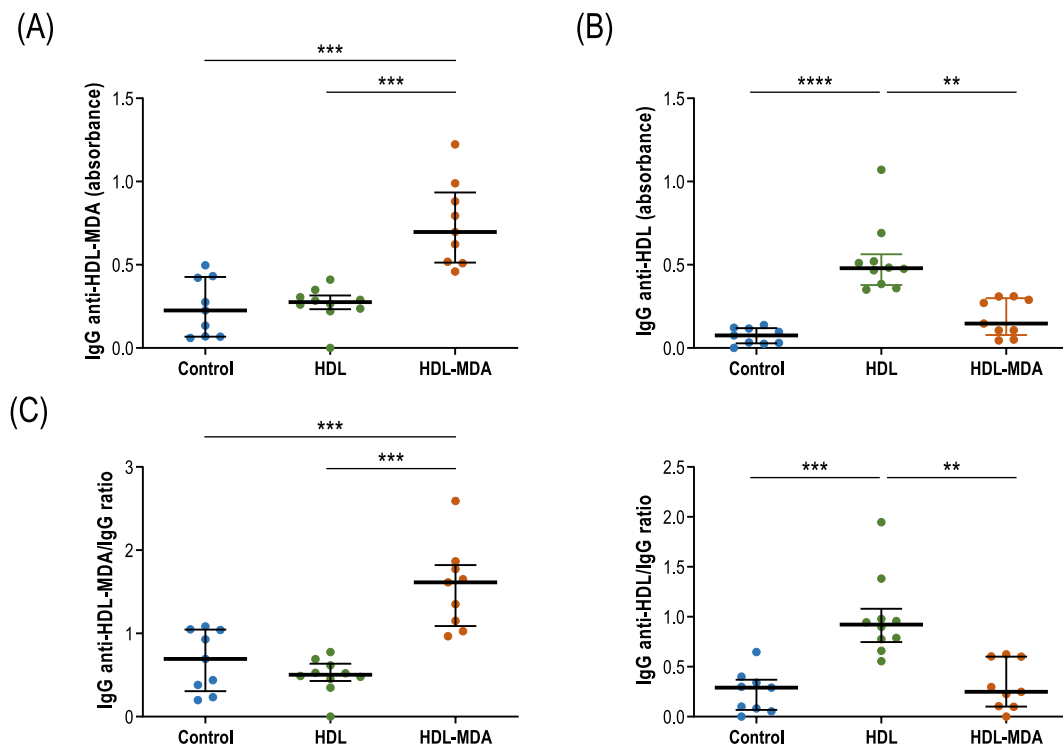 (A)
***
***
IgG anti-HDL-MDA (absorbance)
1.5
1.0
0.5
0.0
Control HDL HDL-MDA
(B)
**** **
IgG anti-HDL (absorbance)
1.5
1.0
0.5
0.0
Control HDL HDL-MDA
(C)
***
***
IgG anti-HDL-MDA/IgG ratio
3
2
1
0
Control HDL HDL-MDA
*** **
IgG anti-HDL/IgG ratio
2.5
2.0
1.5
1.0
0.5
0.0
Control HDL HDL-MDA